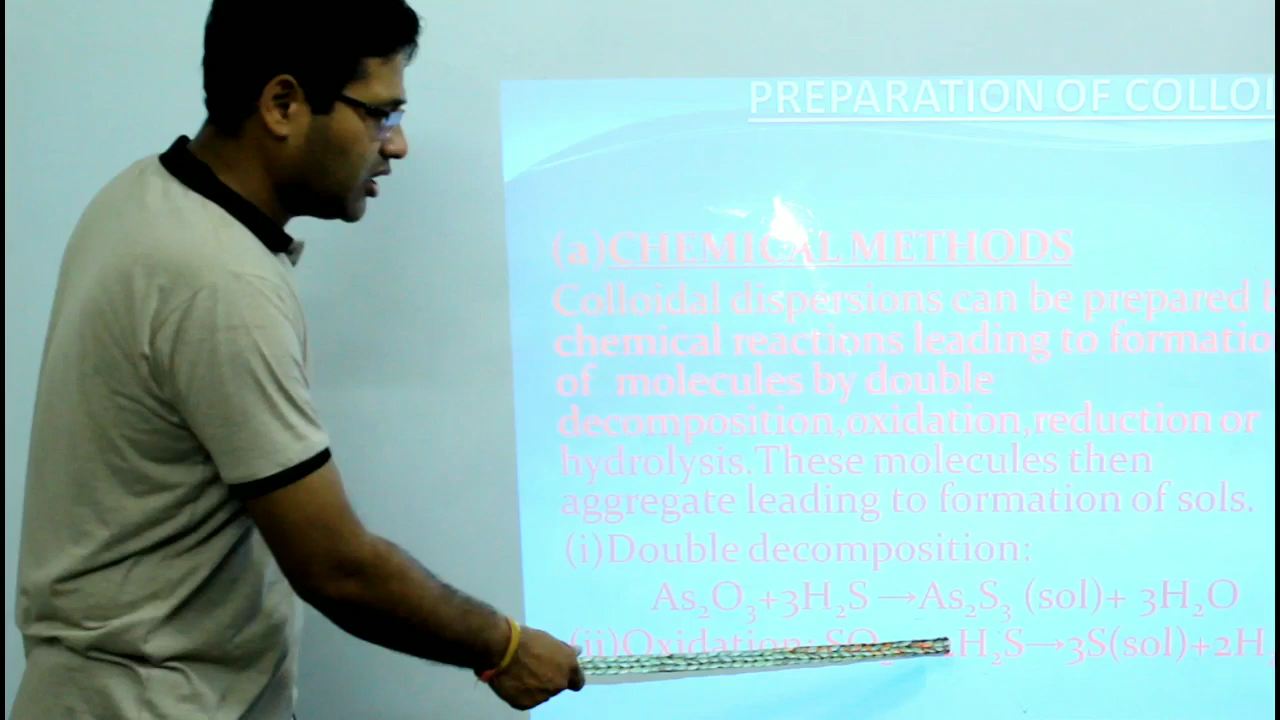 PREPARATION OF COLLOI
(a)CHEMICAL METHODS
Colloidal dispersions can be prepared b
chemical reactions leading to formatio
of molecules by double
decomposition,oxidation,reduction or
hydrolysis.These molecules then
aggregate leading to formation of sols.
(i)Double decomposition:
As₂O₃+3H₂S →As₂S₃ (sol)+ 3H₂O
(ii)Oxidation: SO₂ H₂S→3S(sol)+2H₂